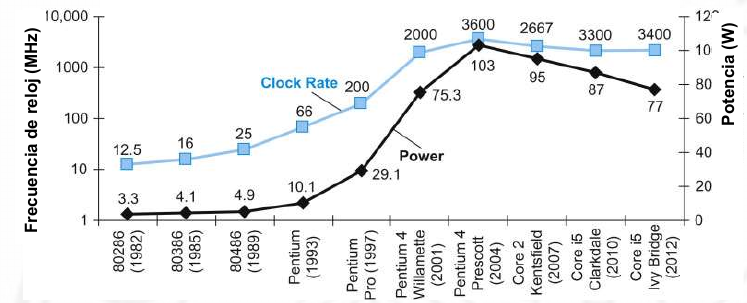 Frecuencia de reloj (MHz)
10,000
1000
100
10
1
12.5
16
25
66
200
2000
3600
2667
3300
3400
Clock Rate
3.3
4.1
4.9
10.1
29.1
75.3
103
95
87
77
Power
80
60
40
20
0
Potencia (W)
80286
(1982)
80386
(1985)
80486
(1989)
Pentium
(1993)
Pentium
Pro (1997)
Pentium 4
Willamette
(2001)
Pentium 4
Prescott
(2004)
Core 2
Kentsfield
(2007)
Core i5
Clarkdale
(2010)
Core i5
Ivy Bridge
(2012)